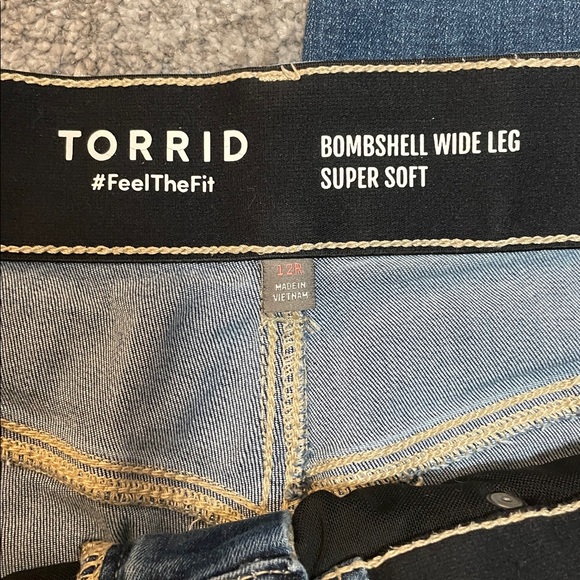 TORRID
#FeelTheFit
BOMBSHELL WIDE LEG
SUPER SOFT
12R
MADE IN
VIETNAM